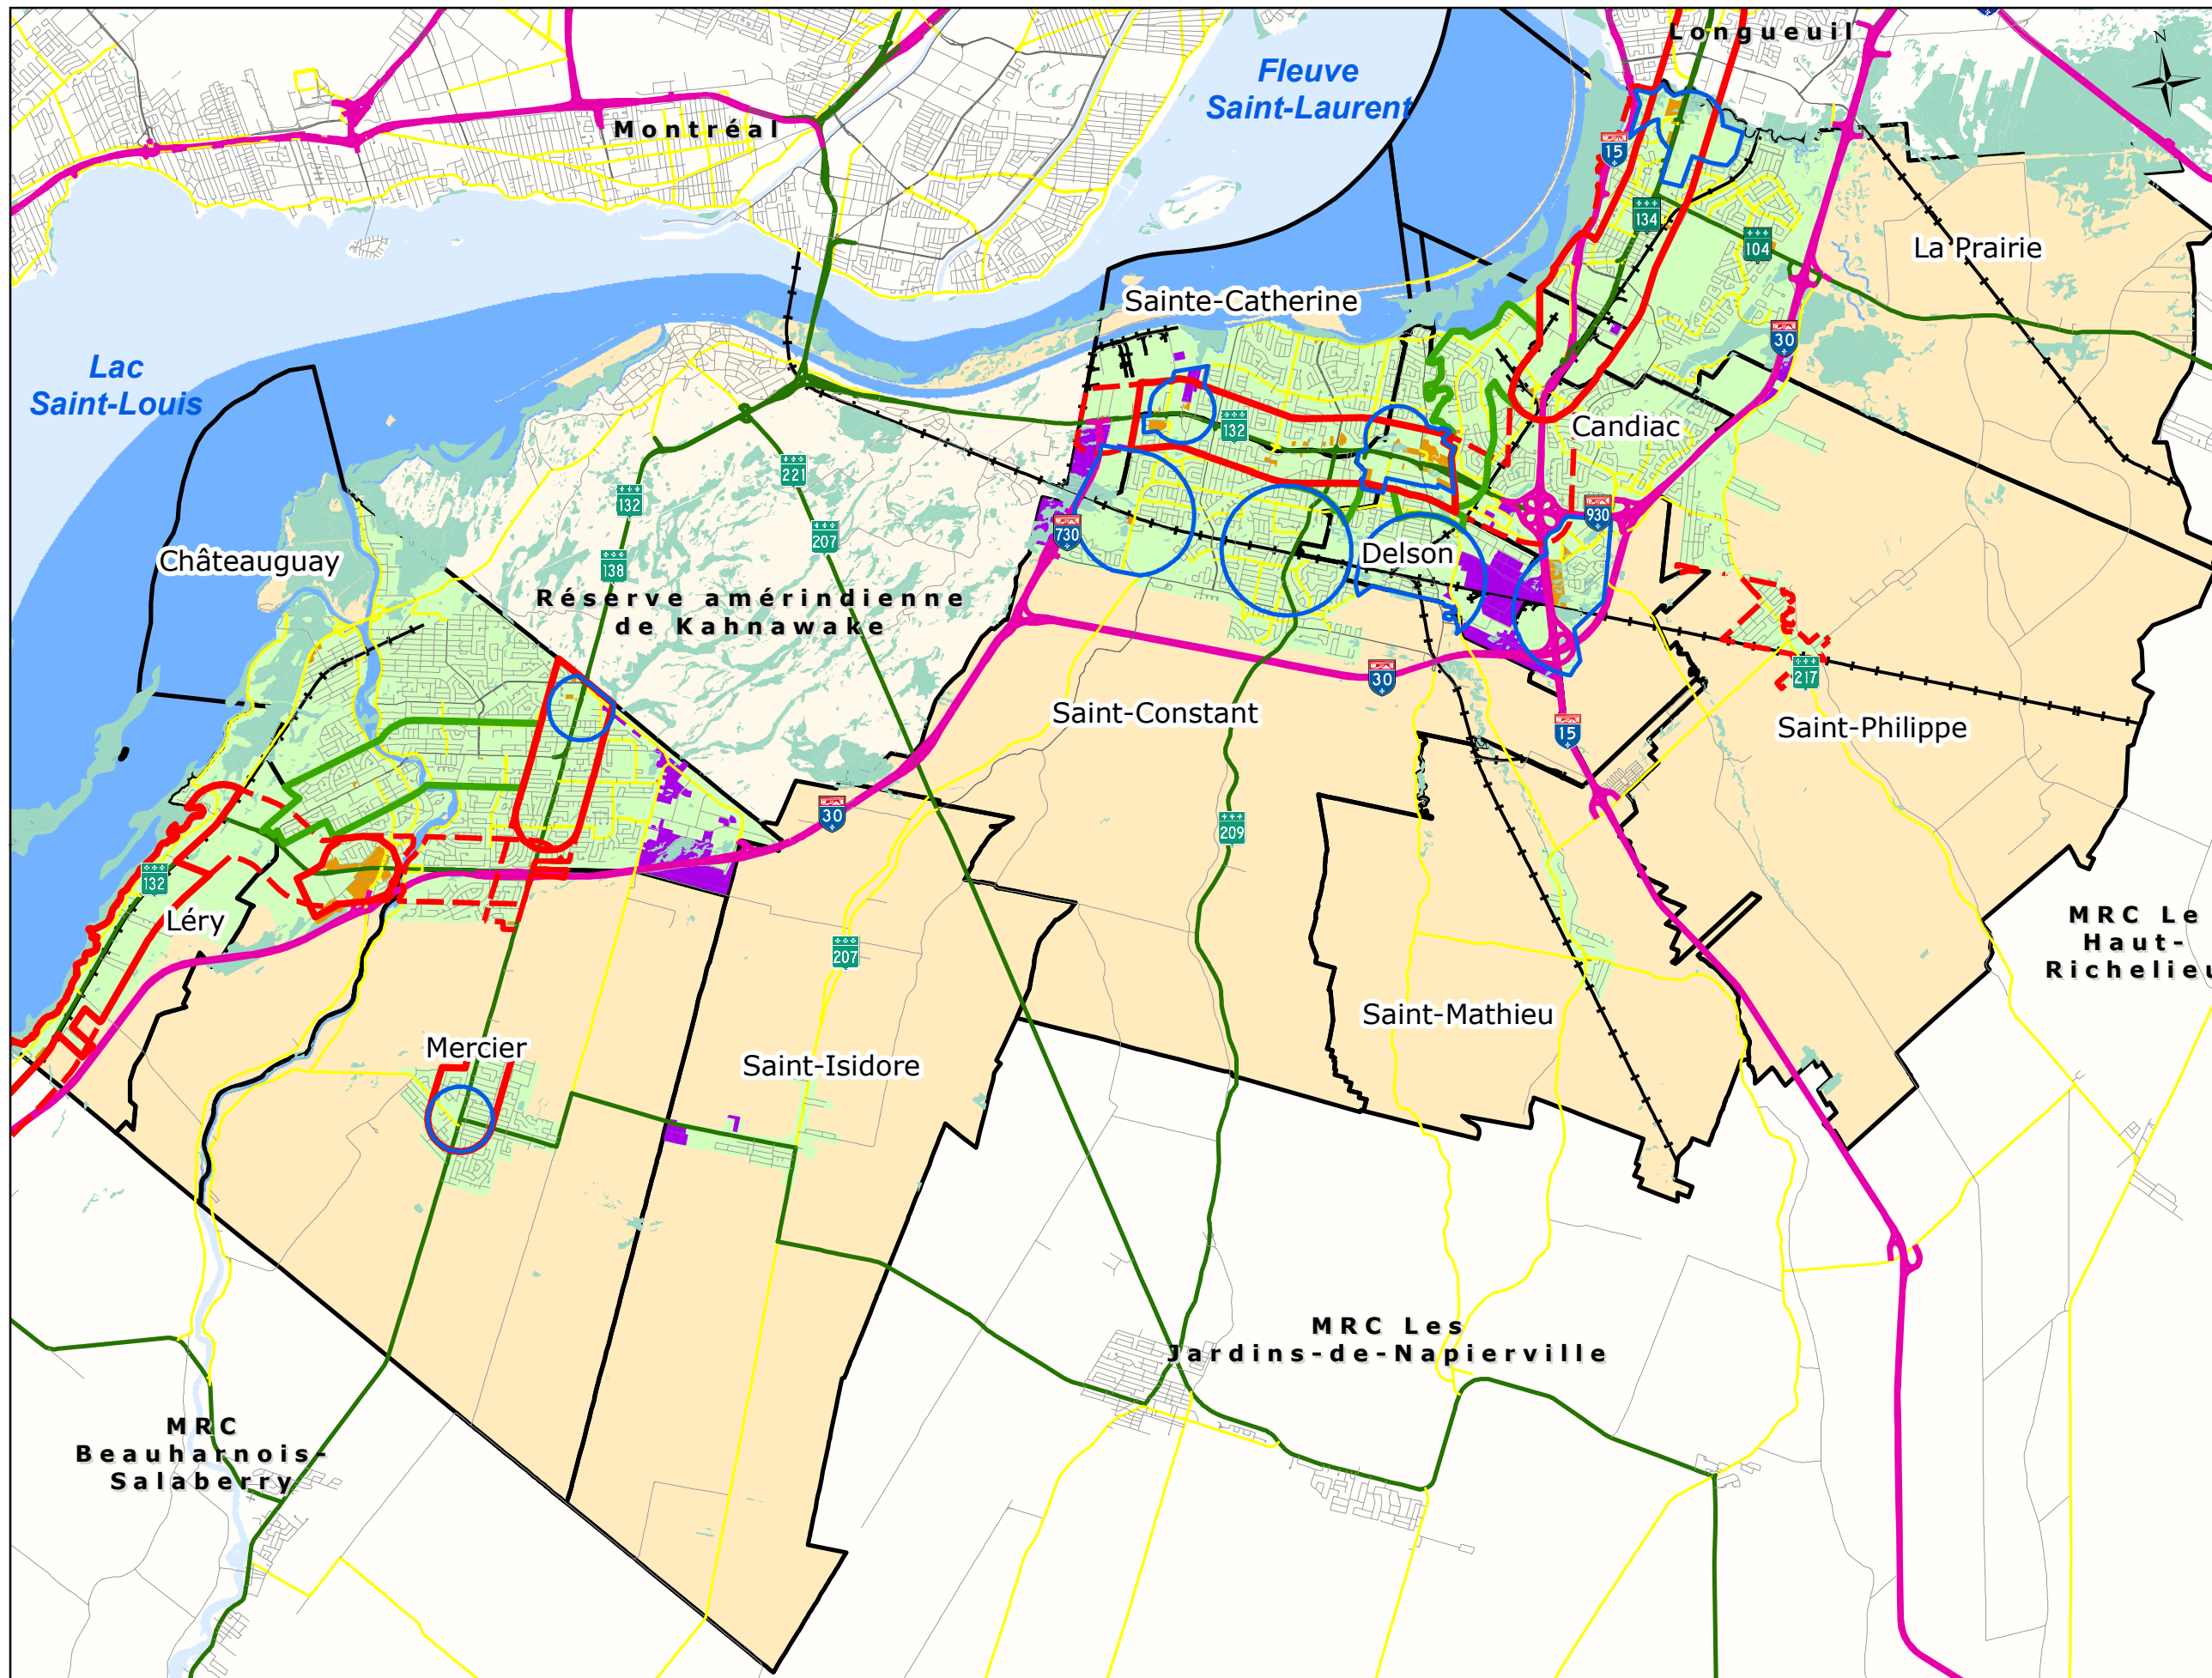 Longueuil
N
Fleuve
Saint-Laurent
Montréal
15
134
104
La Prairie
Sainte-Catherine
30
Lac
Saint-Louis
Candiac
132
221
132
207
730
930
Châteauguay
Delson
138
Réserve amérindienne
de Kahnawake
217
30
Saint-Constant
15
Saint-Philippe
30
209
132
Léry
MRC Le
Haut-
Richelieu
207
Saint-Mathieu
Mercier
Saint-Isidore
MRC Les
Jardins-de-Napierville
MRC
Beauharnois-
Salaberry